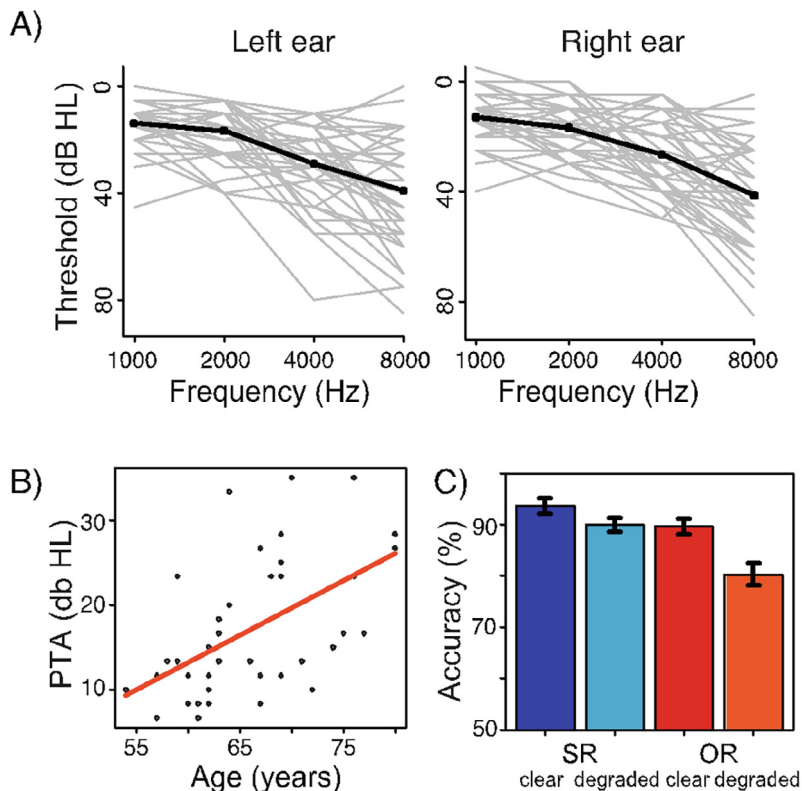 A)
Left ear
Right ear
Threshold (dB HL)
0
40
80
1000 2000 4000 8000
Frequency (Hz)
0
40
80
1000 2000 4000 8000
Frequency (Hz)
B)
PTA (db HL)
30
20
10
55 65 75
Age (years)
C)
Accuracy (%)
90
70
50
SR OR
clear degraded clear degraded